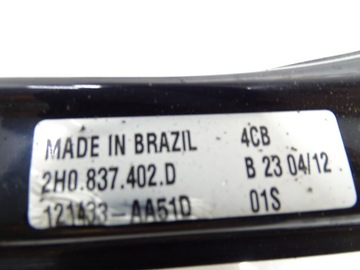 MADE IN BRAZIL 4CB
2H0.837.402.D B 23 04/12
121433-AA51D 01S